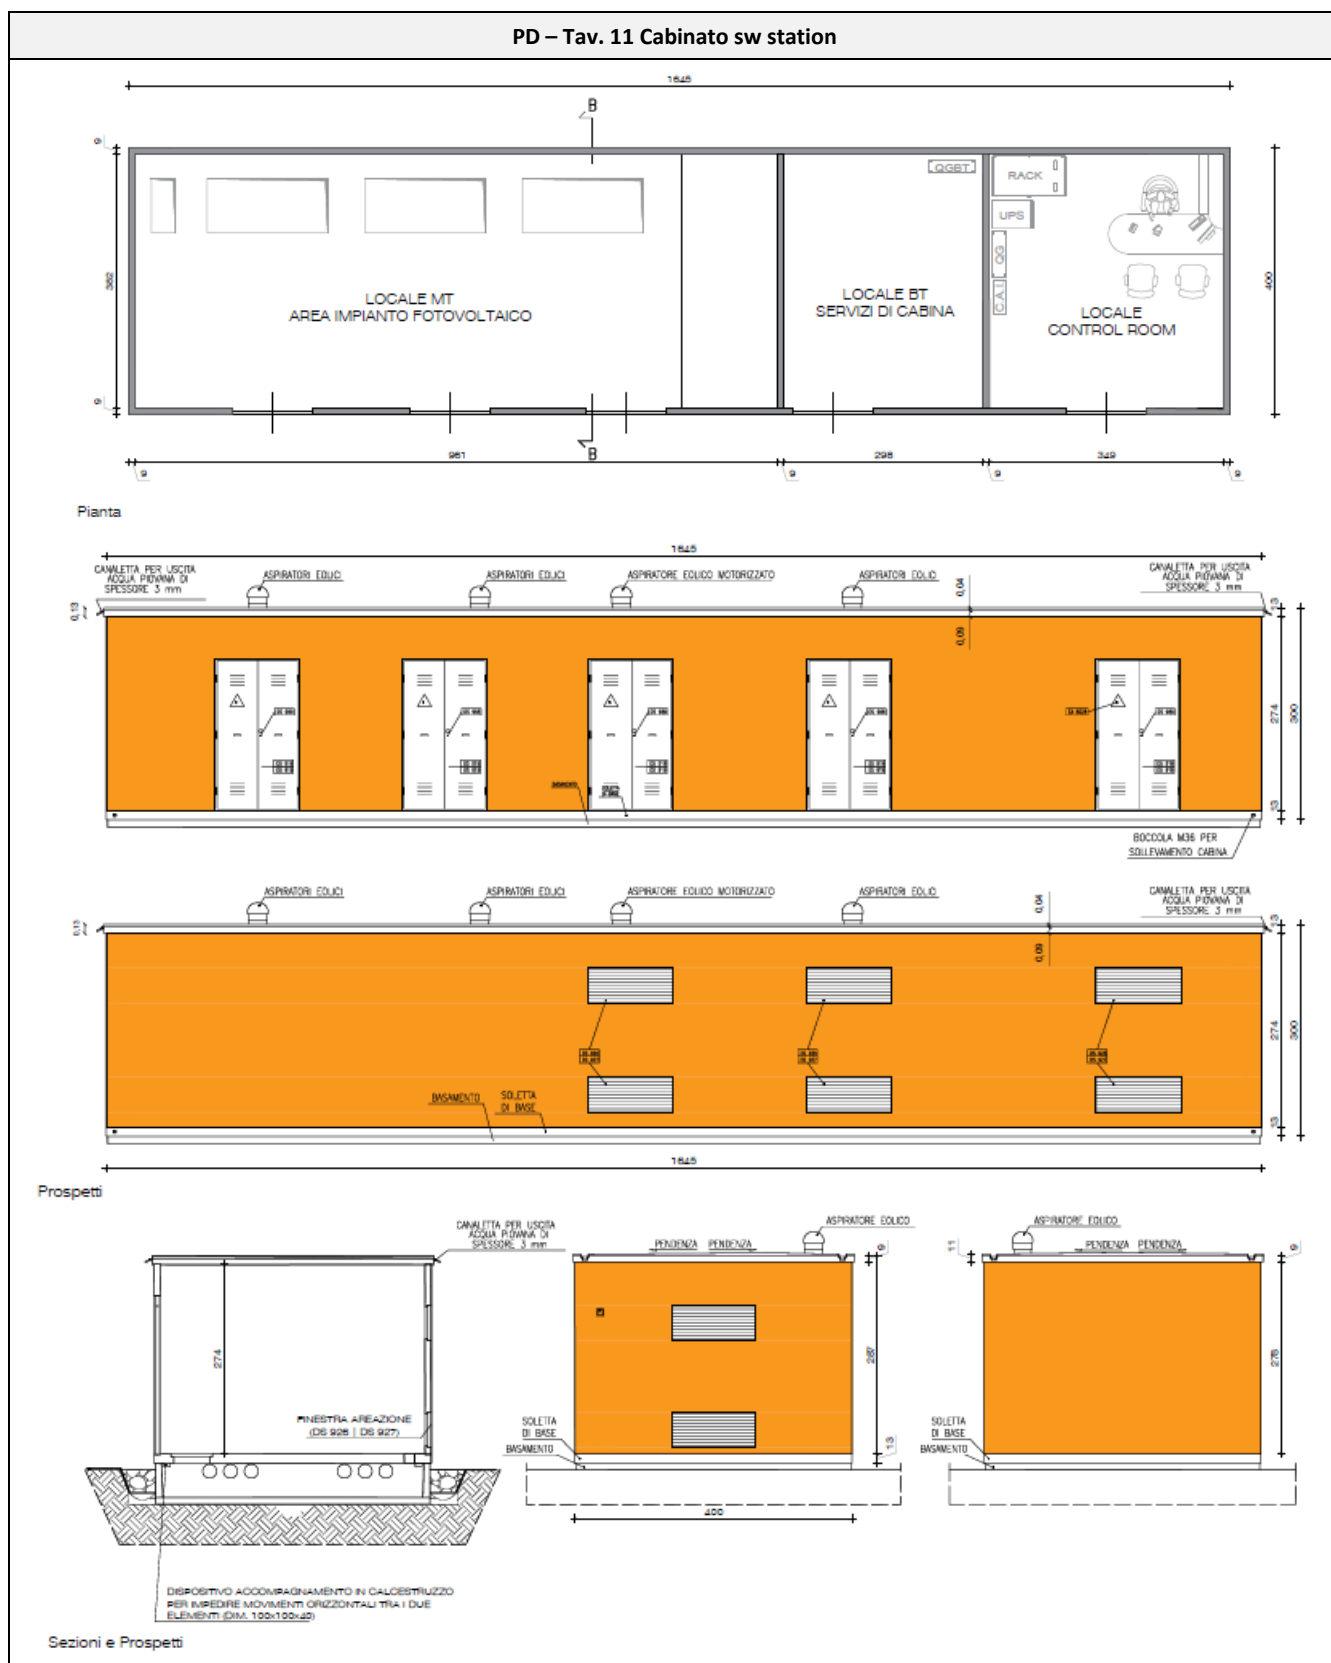 PD – Tav. 11 Cabinato sw station
1645
B
9
QGBT
RACK
UPS
QG
C.A.I.
382
400
LOCALE MT
AREA IMPIANTO FOTOVOLTAICO
LOCALE BT
SERVIZI DI CABINA
LOCALE
CONTROL ROOM
9
B
961
298
349
9
9
9
9
Pianta
1645
CANALETTA PER USCITA
ACQUA PIOVANA DI
SPESSORE 3 mm
ASPIRATORI EOLICI
ASPIRATORI EOLICI
ASPIRATORE EOLICO MOTORIZZATO
ASPIRATORI EOLICI
CANALETTA PER USCITA
ACQUA PIOVANA DI
SPESSORE 3 mm
0,13
0,04
0,09
13
274
300
13
BASAMENTO
SOLETTA
DI BASE
BOCCOLA M36 PER
SOLLEVAMENTO CABINA
ASPIRATORI EOLICI
ASPIRATORI EOLICI
ASPIRATORE EOLICO MOTORIZZATO
ASPIRATORI EOLICI
CANALETTA PER USCITA
ACQUA PIOVANA DI
SPESSORE 3 mm
0,13
0,04
0,09
13
274
300
13
BASAMENTO
SOLETTA
DI BASE
1645
Prospetti
CANALETTA PER USCITA
ACQUA PIOVANA DI
SPESSORE 3 mm
274
FINESTRA AREAZIONE
(DS 926 | DS 927)
DISPOSITIVO ACCOMPAGNAMENTO IN CALCESTRUZZO
PER IMPEDIRE MOVIMENTI ORIZZONTALI TRA I DUE
ELEMENTI (DIM. 100x100x40)
ASPIRATORE EOLICO
PENDENZA PENDENZA
9
287
13
SOLETTA
DI BASE
BASAMENTO
400
ASPIRATORE EOLICO
PENDENZA PENDENZA
11
9
278
SOLETTA
DI BASE
BASAMENTO
Sezioni e Prospetti